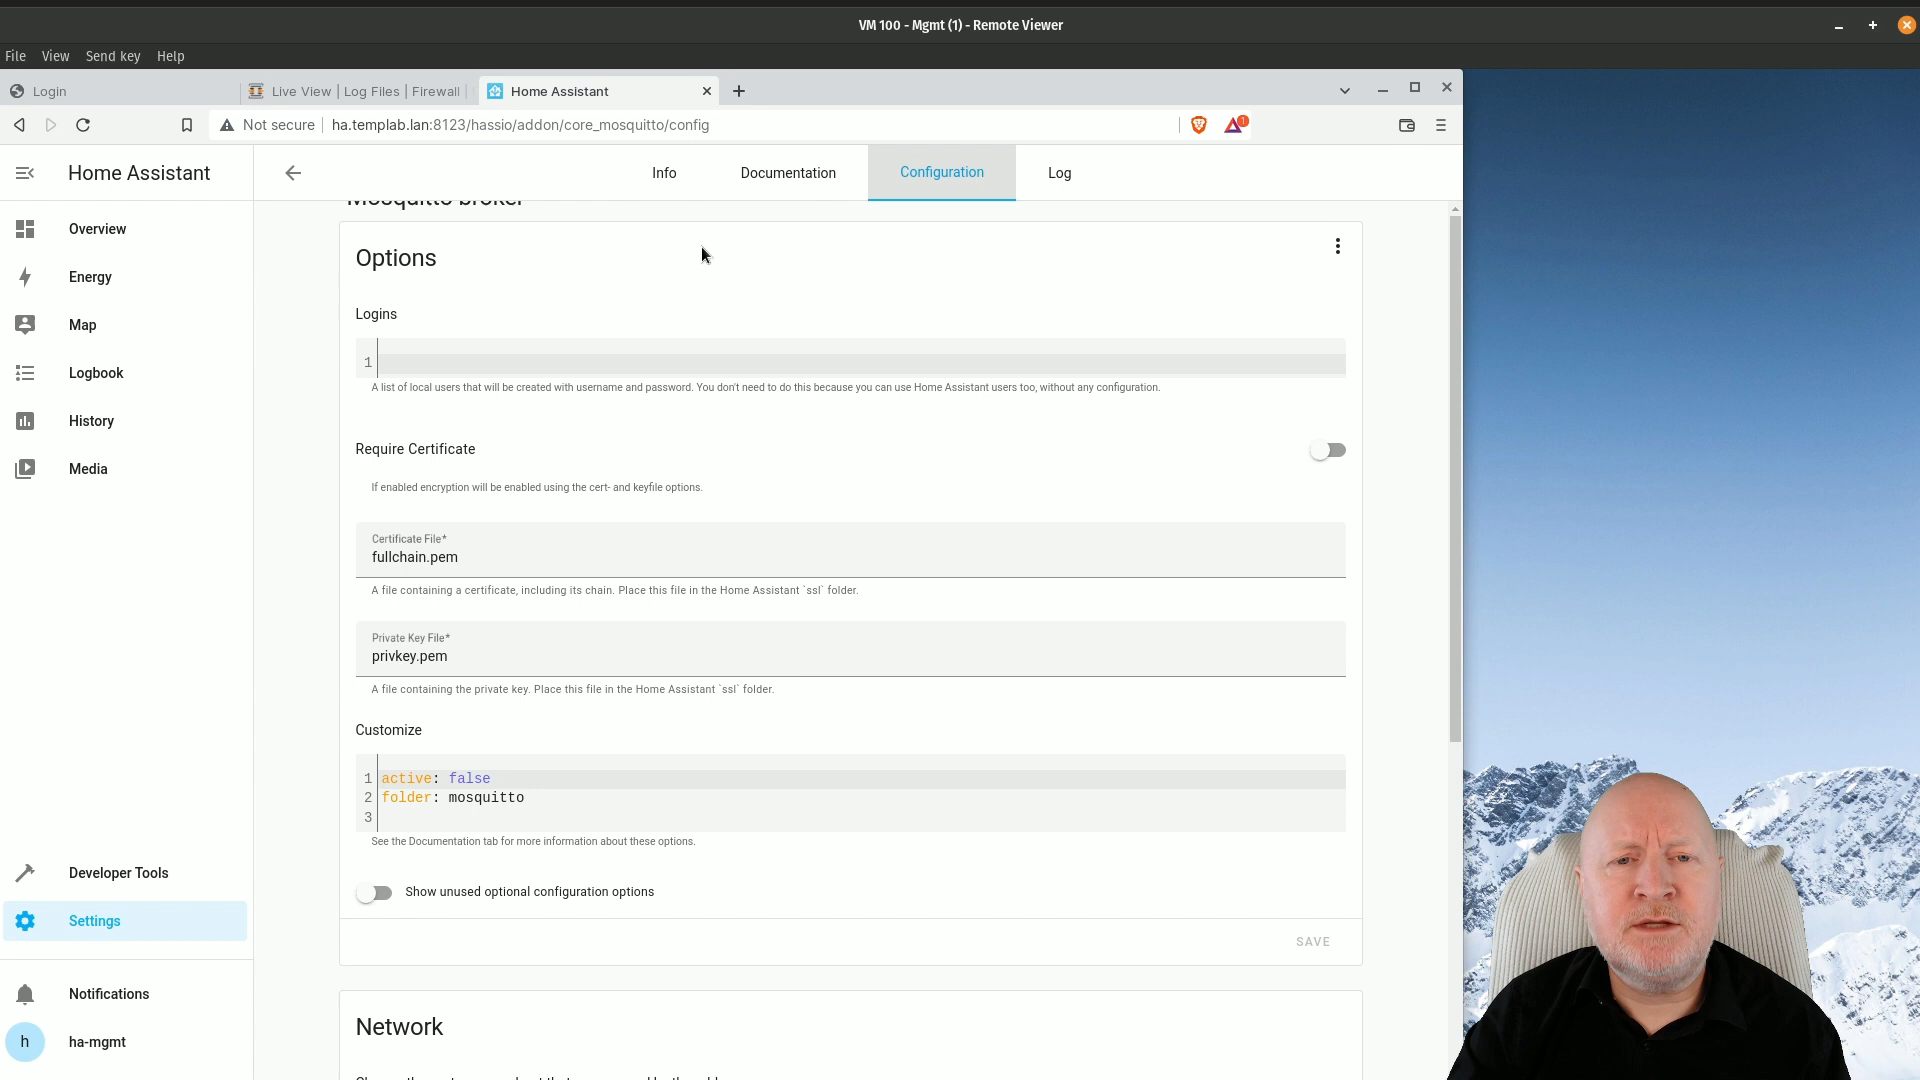 VM 100 - Mgmt (1) - Remote Viewer
File View Send key Help
Login
Live View | Log Files | Firewall |
Home Assistant
Not secure ha.templab.lan:8123/hassio/addon/core_mosquitto/config
1
Home Assistant
Info Documentation Configuration Log
Overview
Energy
Map
Logbook
History
Media
Developer Tools
Settings
Notifications
h ha-mgmt
Mosquitto broker
Options
Logins
1
A list of local users that will be created with username and password. You don't need to do this because you can use Home Assistant users too, without any configuration.
Require Certificate
If enabled encryption will be enabled using the cert- and keyfile options.
Certificate File*
fullchain.pem
A file containing a certificate, including its chain. Place this file in the Home Assistant `ssl` folder.
Private Key File*
privkey.pem
A file containing the private key. Place this file in the Home Assistant `ssl` folder.
Customize
1 active: false
2 folder: mosquitto
3
See the Documentation tab for more information about these options.
Show unused optional configuration options
SAVE
Network